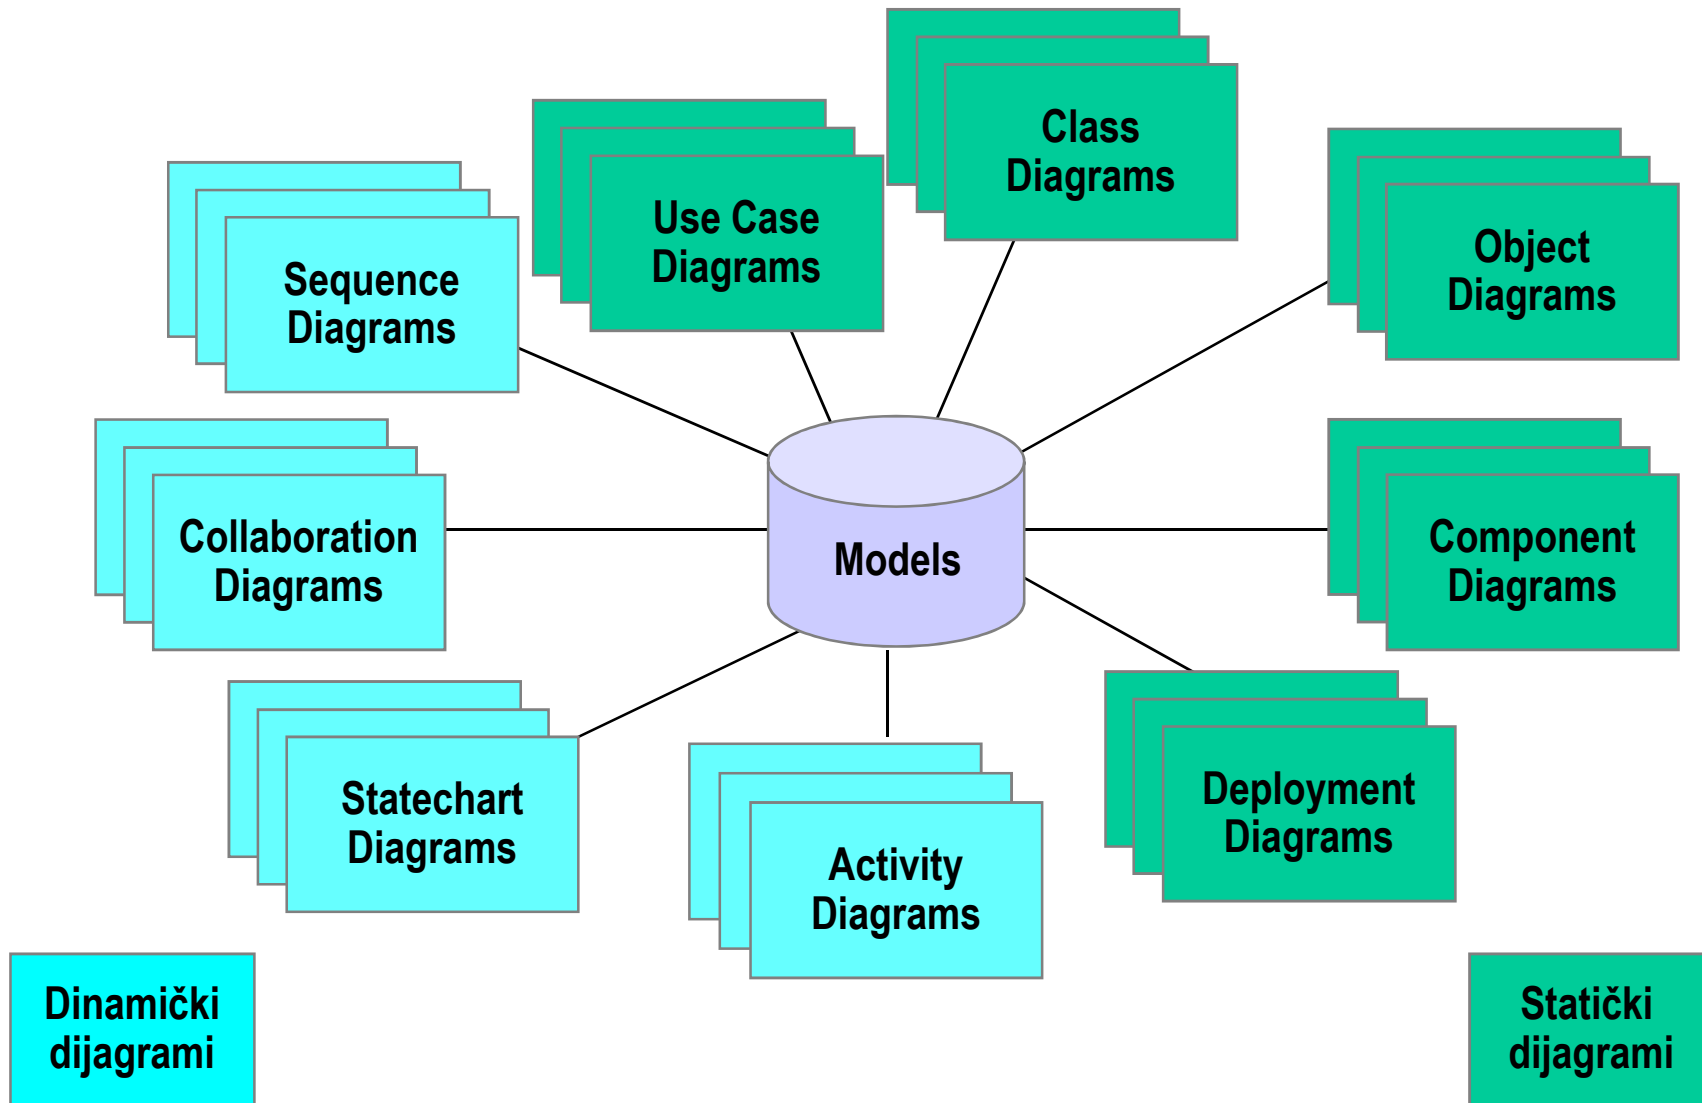 Class
Diagrams
Use Case
Diagrams
Object
Diagrams
Sequence
Diagrams
Collaboration
Diagrams
Models
Component
Diagrams
Statechart
Diagrams
Activity
Diagrams
Deployment
Diagrams
Dinamički
dijagrami
Statički
dijagrami